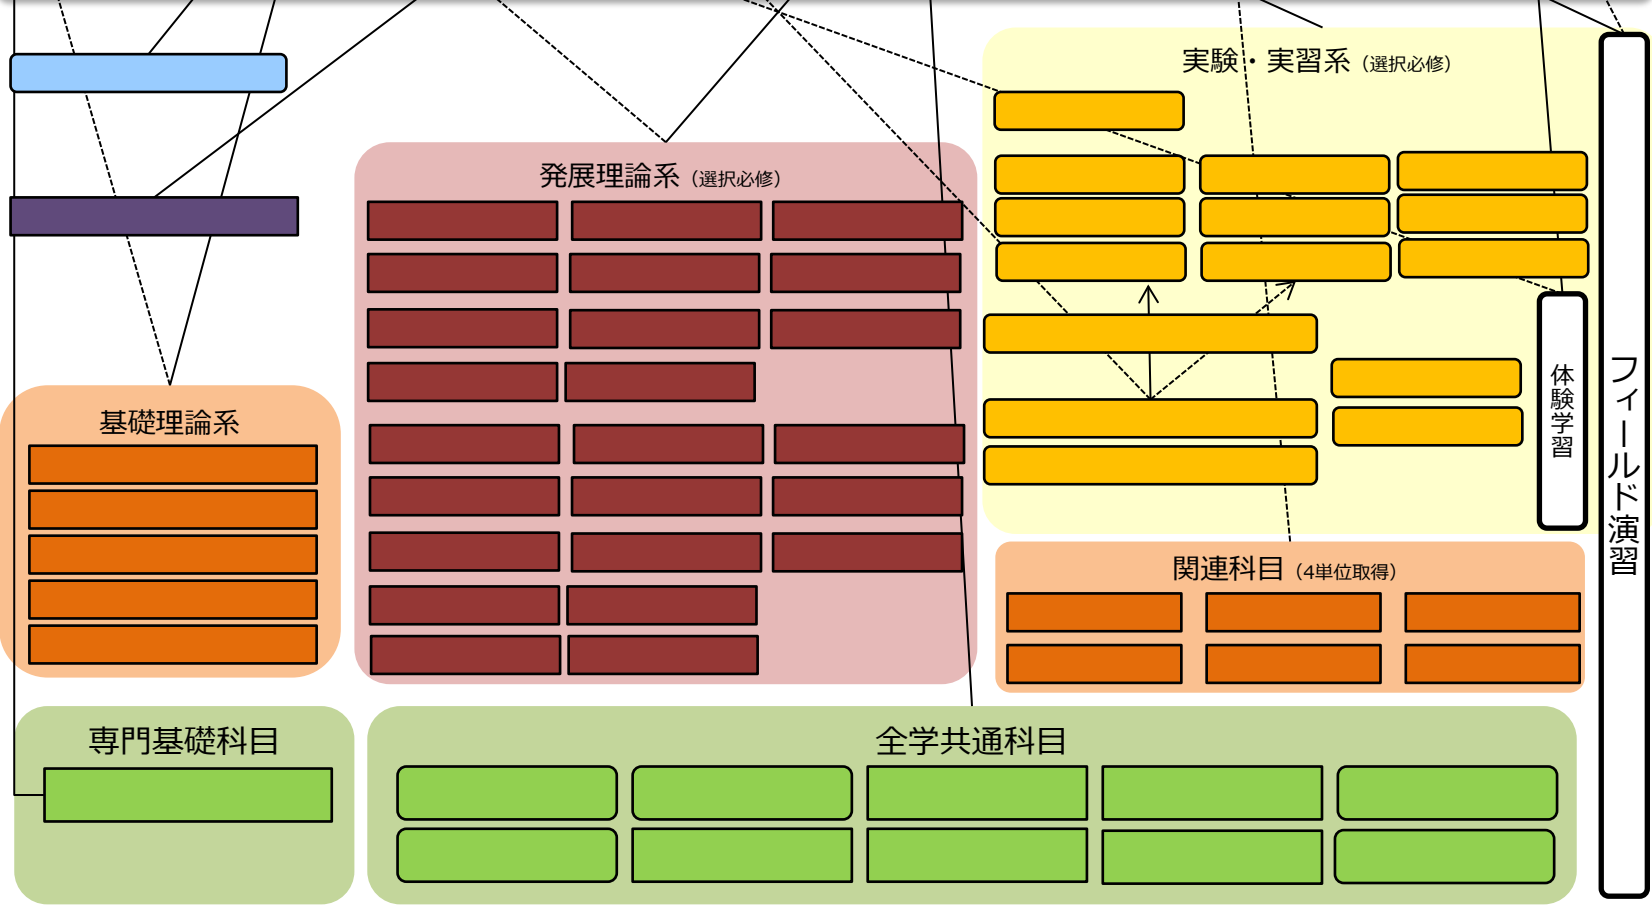 実験・実習系（選択必修）
発展理論系（選択必修）
基礎理論系
体験学習
フィールド演習
関連科目（4単位取得）
専門基礎科目
全学共通科目